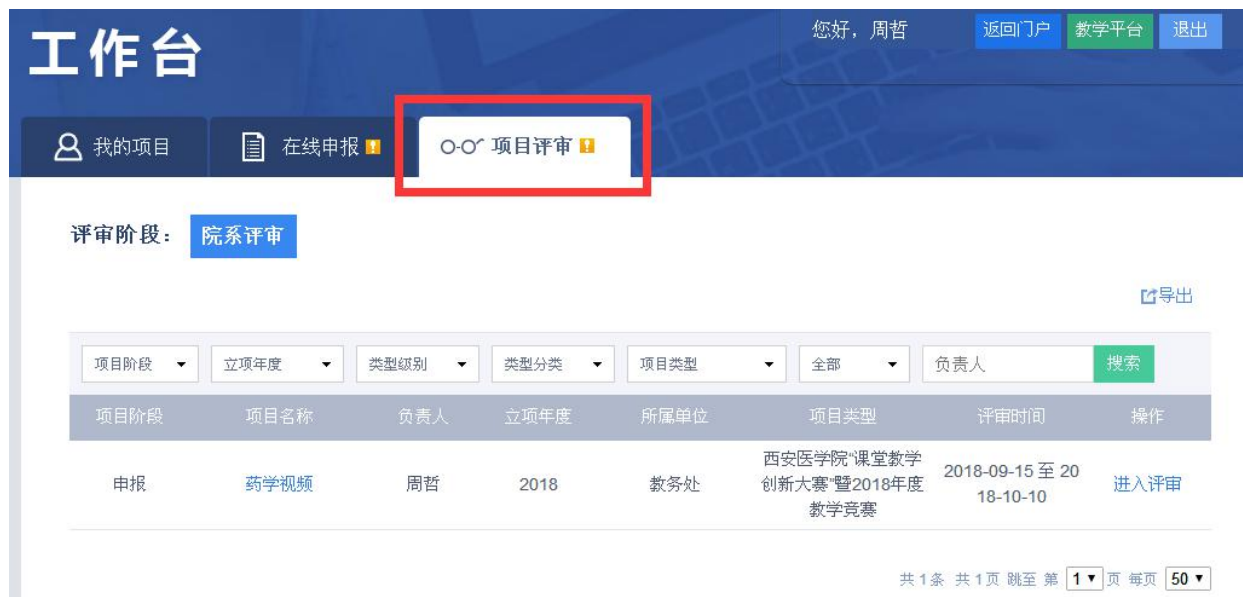 工作台
您好，周哲
返回门户
教学平台
退出
我的项目
在线申报
项目评审
评审阶段：
院系评审
导出
项目阶段 立项年度 类型级别 类型分类 项目类型 全部 负责人 搜索
项目阶段 项目名称 负责人 立项年度 所属单位 项目类型 评审时间 操作
申报 药学视频 周哲 2018 教务处
西安医学院“课堂教学
创新大赛”暨2018年度
教学竞赛
2018-09-15 至 20
18-10-10
进入评审
共1条 共1页 跳至 第 1 页 每页 50